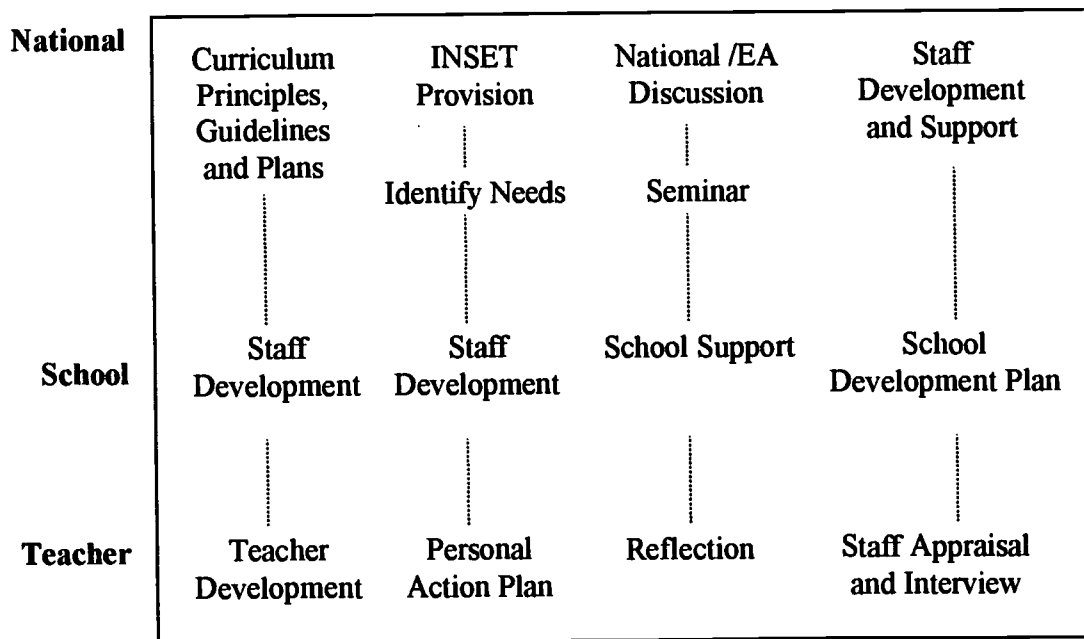 National
Curriculum
Principles,
Guidelines
and Plans
INSET
Provision
National /EA
Discussion
Staff
Development
and Support
Identify Needs
Seminar
School
Staff
Development
Staff
Development
School Support
School
Development Plan
Teacher
Teacher
Development
Personal
Action Plan
Reflection
Staff Appraisal
and Interview